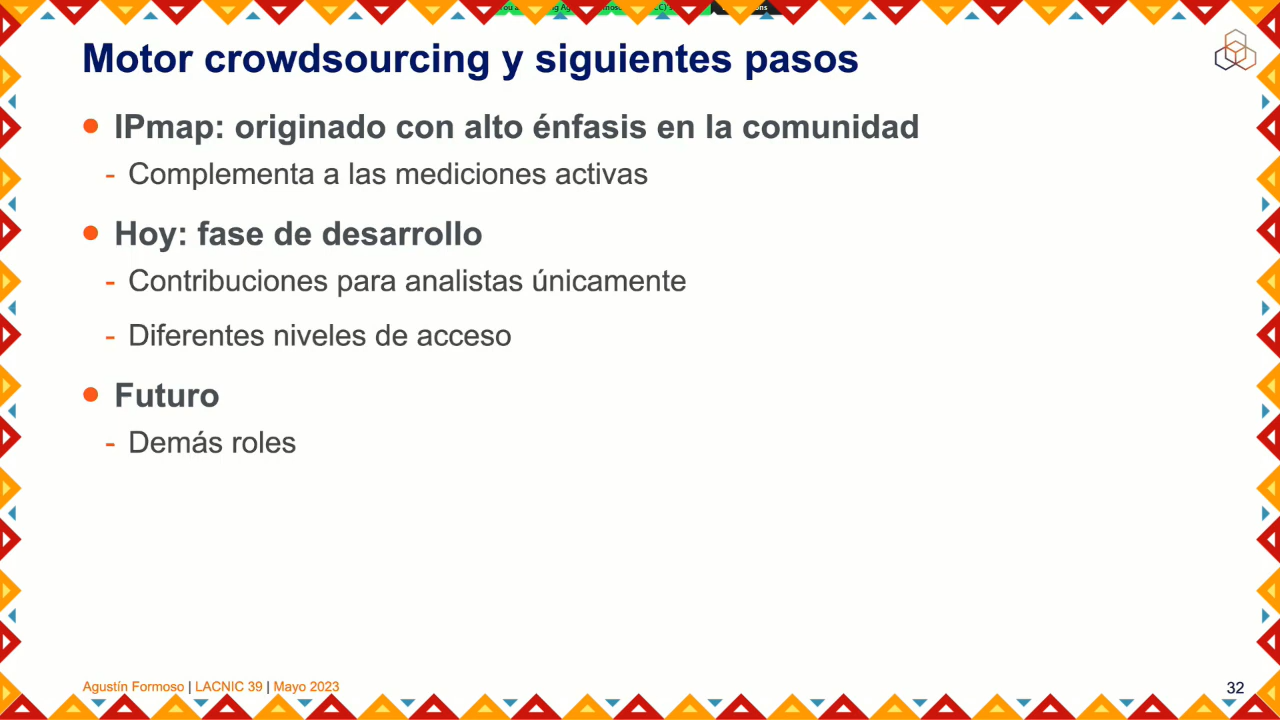 Motor crowdsourcing y siguientes pasos
IPmap: originado con alto énfasis en la comunidad
- Complementa a las mediciones activas
Hoy: fase de desarrollo
- Contribuciones para analistas únicamente
- Diferentes niveles de acceso
Futuro
- Demás roles
Agustín Formoso | LACNIC 39 | Mayo 2023
32